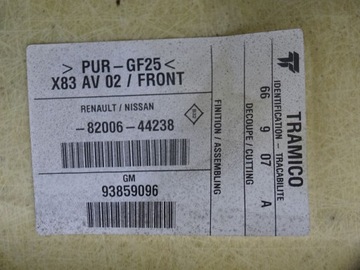 > PUR-GF25 <
X83 AV 02 / FRONT
RENAULT / NISSAN
-82006-44238
GM
93859096
FINITION / ASSEMBLING
TRAMICO
IDENTIFICATION - TRACABILITE
66 9 07 A
DECOUPE / CUTTING